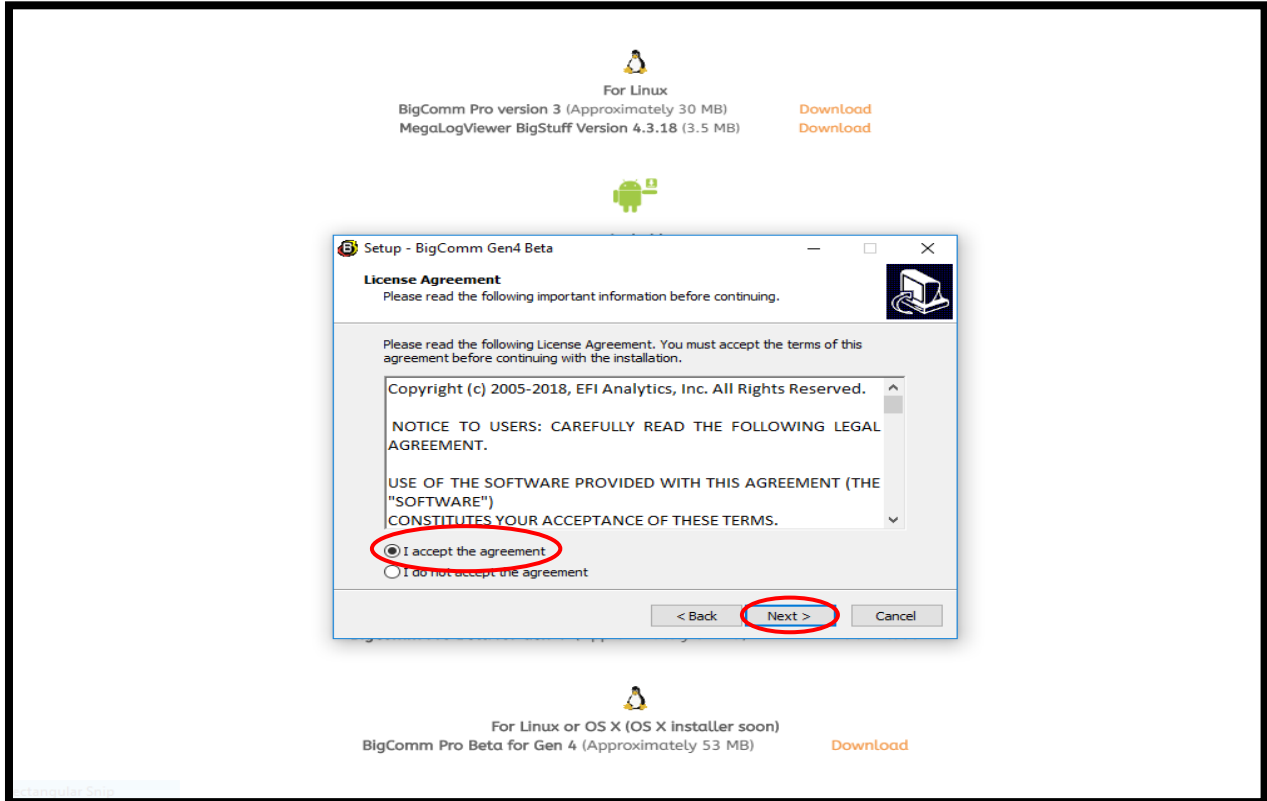 For Linux
BigComm Pro version 3 (Approximately 30 MB) Download
MegaLogViewer BigStuff Version 4.3.18 (3.5 MB) Download
Setup - BigComm Gen4 Beta
License Agreement
Please read the following important information before continuing.
Please read the following License Agreement. You must accept the terms of this
agreement before continuing with the installation.
Copyright (c) 2005-2018, EFI Analytics, Inc. All Rights Reserved.
NOTICE TO USERS: CAREFULLY READ THE FOLLOWING LEGAL
AGREEMENT.
USE OF THE SOFTWARE PROVIDED WITH THIS AGREEMENT (THE
"SOFTWARE")
CONSTITUTES YOUR ACCEPTANCE OF THESE TERMS.
I accept the agreement
I do not accept the agreement
< Back Next > Cancel
For Linux or OS X (OS X installer soon)
BigComm Pro Beta for Gen 4 (Approximately 53 MB) Download
ectangular Snip